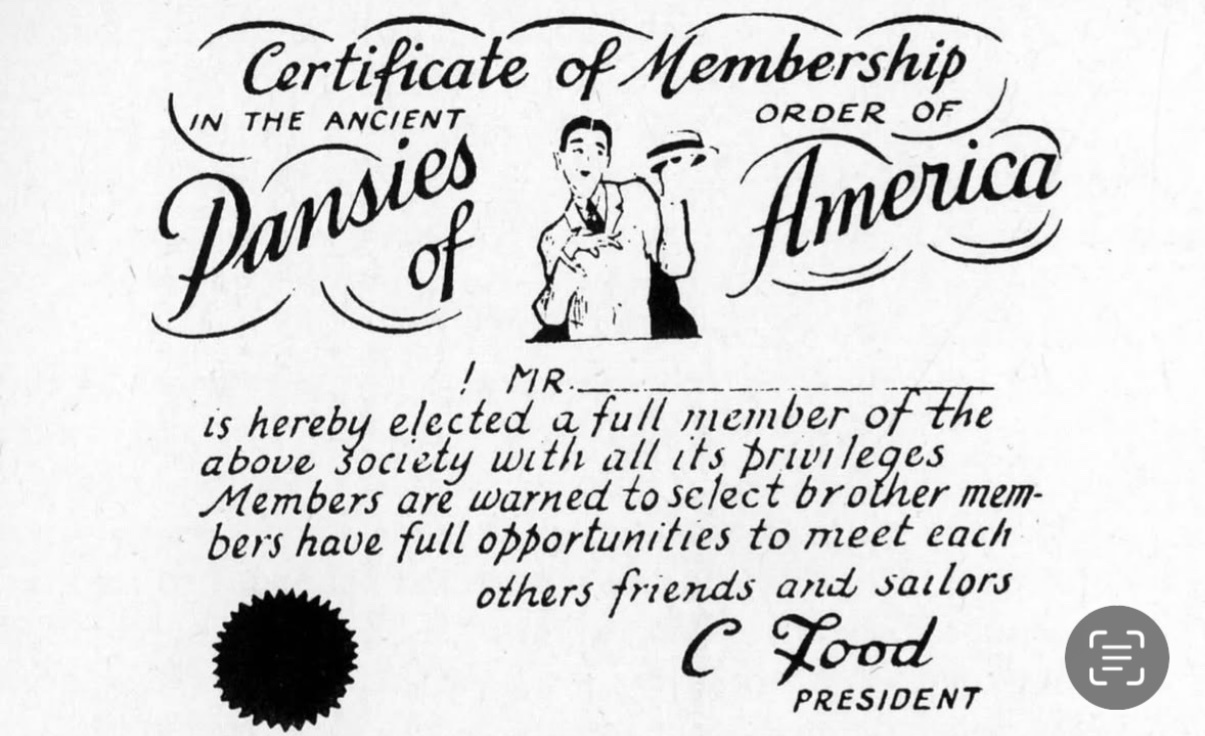 Certificate of Membership
IN THE ANCIENT ORDER OF
Pansies of America
! MR.
is hereby elected a full member of the
above society with all its privileges
Members are warned to select brother mem-
bers have full opportunities to meet each
others friends and sailors
C Food
PRESIDENT